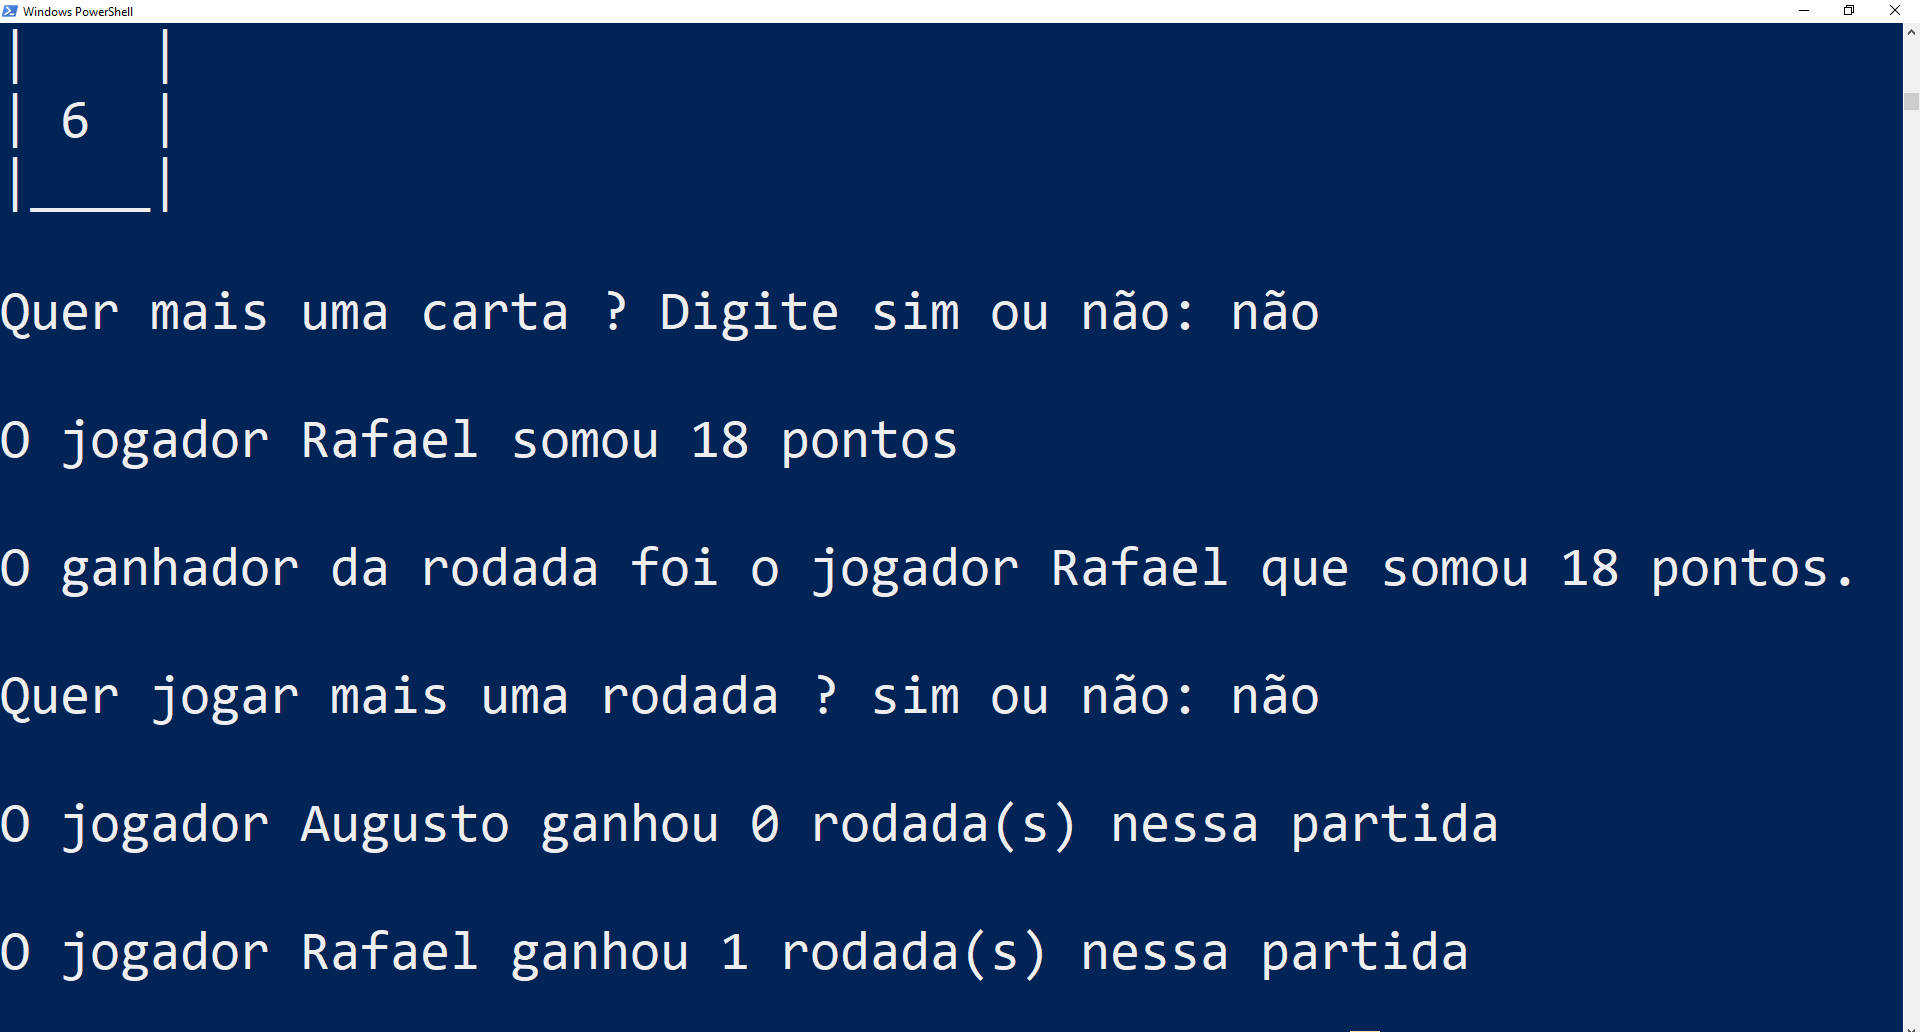 Windows PowerShell
|     |
| 6   |
|_____|
Quer mais uma carta ? Digite sim ou não: não
O jogador Rafael somou 18 pontos
O ganhador da rodada foi o jogador Rafael que somou 18 pontos.
Quer jogar mais uma rodada ? sim ou não: não
O jogador Augusto ganhou 0 rodada(s) nessa partida
O jogador Rafael ganhou 1 rodada(s) nessa partida